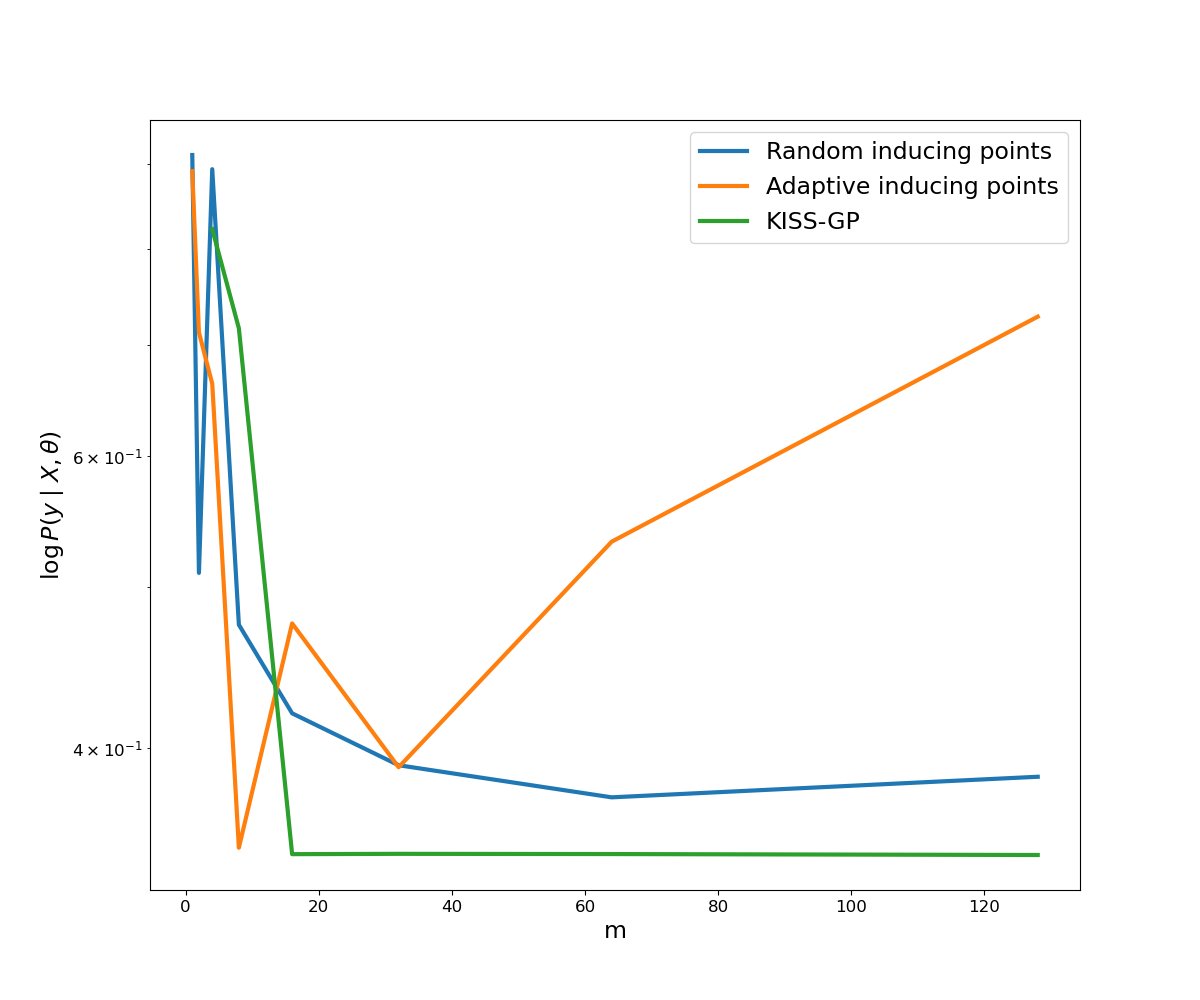 Random inducing points
Adaptive inducing points
KISS-GP
log P(y | X, θ)
6 × 10⁻¹
4 × 10⁻¹
0 20 40 60 80 100 120
m